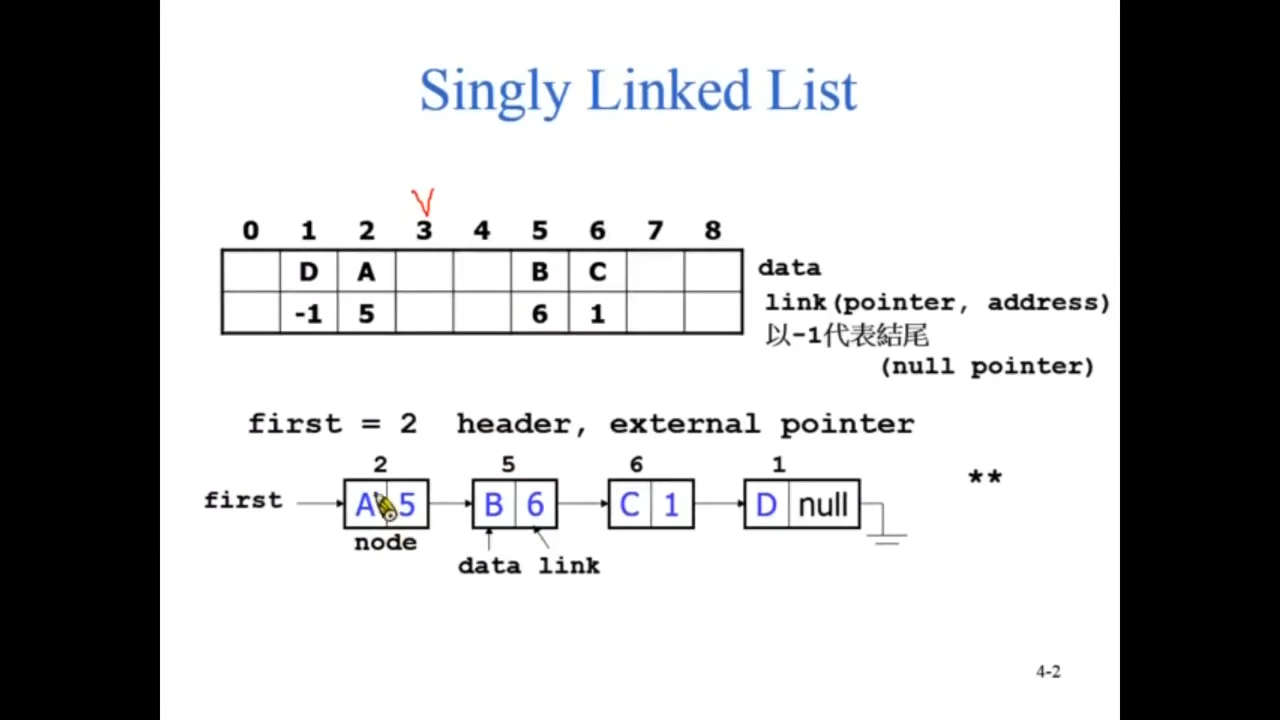 Singly Linked List
V
0 1 2 3 4 5 6 7 8
D A B C data
-1 5 6 1 link(pointer, address)
以-1代表結尾
(null pointer)
first = 2 header, external pointer
2 5 6 1
first A 5 B 6 C 1 D null **
node
data link
4-2